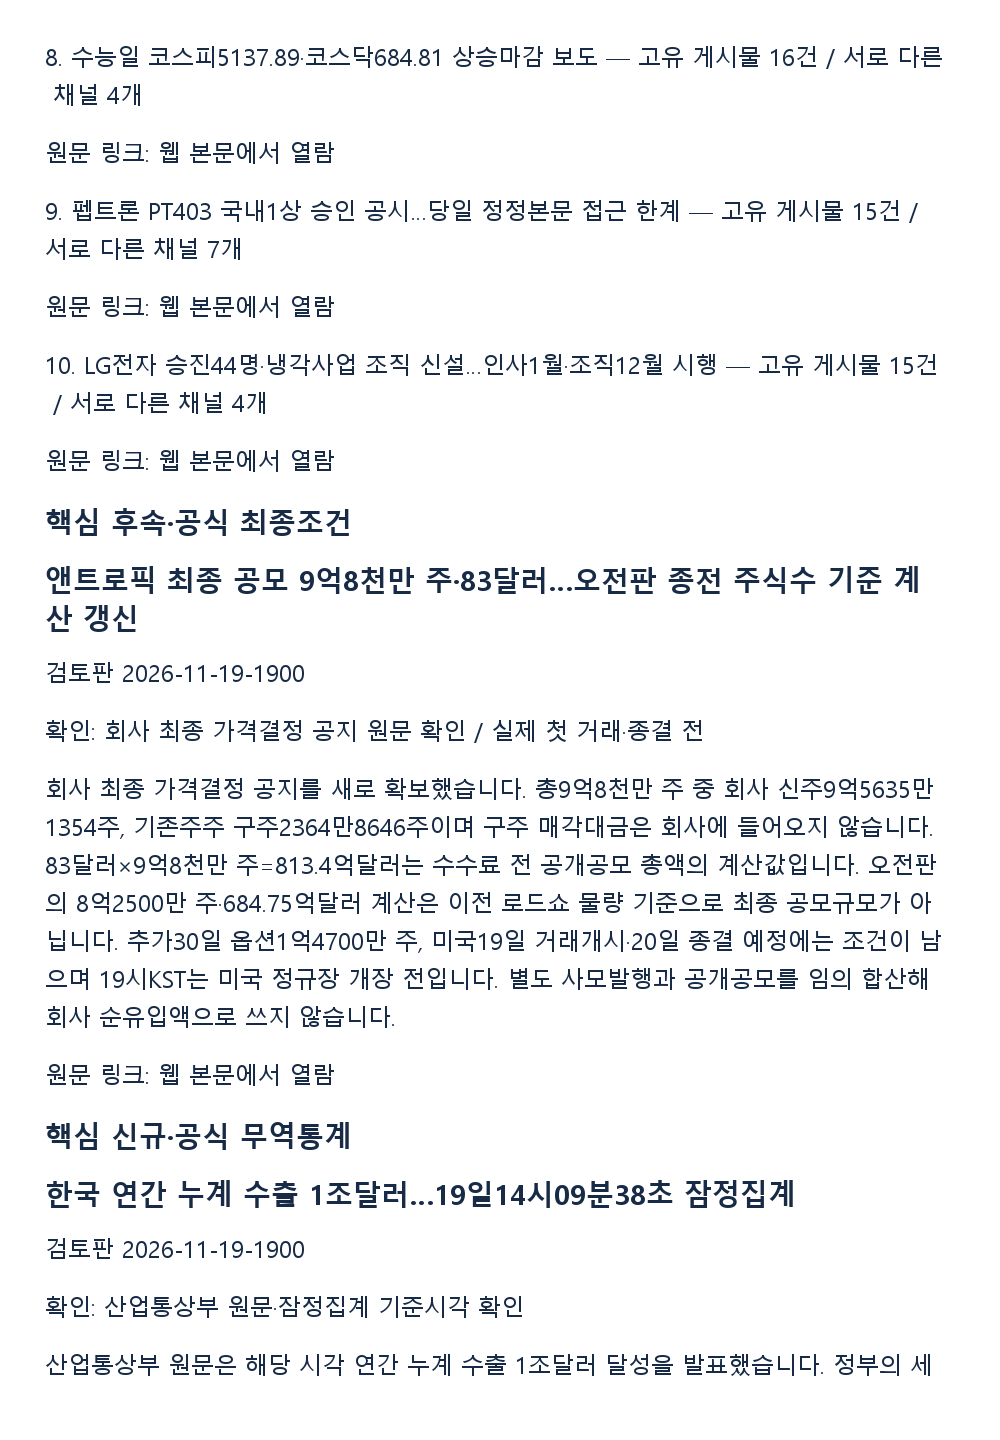 8. 수능일 코스피5137.89·코스닥684.81 상승마감 보도 — 고유 게시물 16건 / 서로 다른
채널 4개
원문 링크: 웹 본문에서 열람
9. 펩트론 PT403 국내1상 승인 공시...당일 정정본문 접근 한계 — 고유 게시물 15건 /
서로 다른 채널 7개
원문 링크: 웹 본문에서 열람
10. LG전자 승진44명·냉각사업 조직 신설...인사1월·조직12월 시행 — 고유 게시물 15건
/ 서로 다른 채널 4개
원문 링크: 웹 본문에서 열람
핵심 후속·공식 최종조건
앤트로픽 최종 공모 9억8천만 주·83달러...오전판 종전 주식수 기준 계
산 갱신
검토판 2026-11-19-1900
확인: 회사 최종 가격결정 공지 원문 확인 / 실제 첫 거래·종결 전
회사 최종 가격결정 공지를 새로 확보했습니다. 총9억8천만 주 중 회사 신주9억5635만
1354주, 기존주주 구주2364만8646주이며 구주 매각대금은 회사에 들어오지 않습니다.
83달러×9억8천만 주=813.4억달러는 수수료 전 공개공모 총액의 계산값입니다. 오전판
의 8억2500만 주·684.75억달러 계산은 이전 로드쇼 물량 기준으로 최종 공모규모가 아
닙니다. 추가30일 옵션1억4700만 주, 미국19일 거래개시·20일 종결 예정에는 조건이 남
으며 19시KST는 미국 정규장 개장 전입니다. 별도 사모발행과 공개공모를 임의 합산해
회사 순유입액으로 쓰지 않습니다.
원문 링크: 웹 본문에서 열람
핵심 신규·공식 무역통계
한국 연간 누계 수출 1조달러...19일14시09분38초 잠정집계
검토판 2026-11-19-1900
확인: 산업통상부 원문·잠정집계 기준시각 확인
산업통상부 원문은 해당 시각 연간 누계 수출 1조달러 달성을 발표했습니다. 정부의 세